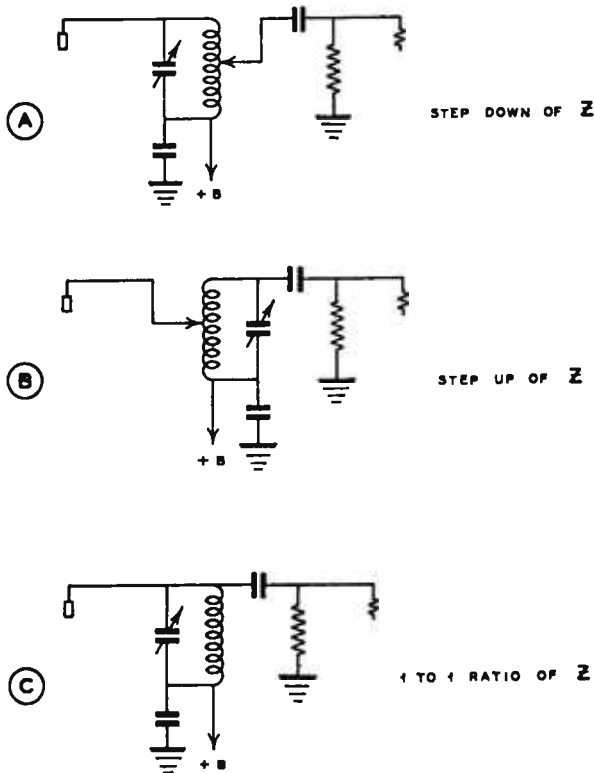 A
STEP DOWN OF Z
+ B
B
STEP UP OF Z
+ B
C
1 TO 1 RATIO OF Z
+ B